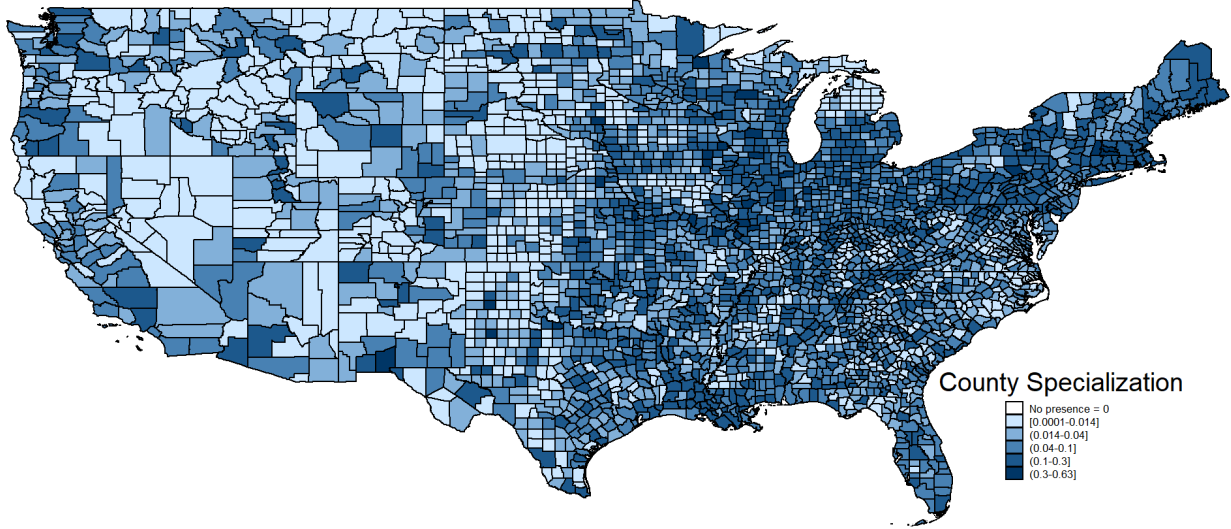 County Specialization
No presence = 0
[0.0001-0.014]
(0.014-0.04]
(0.04-0.1]
(0.1-0.3]
(0.3-0.63]